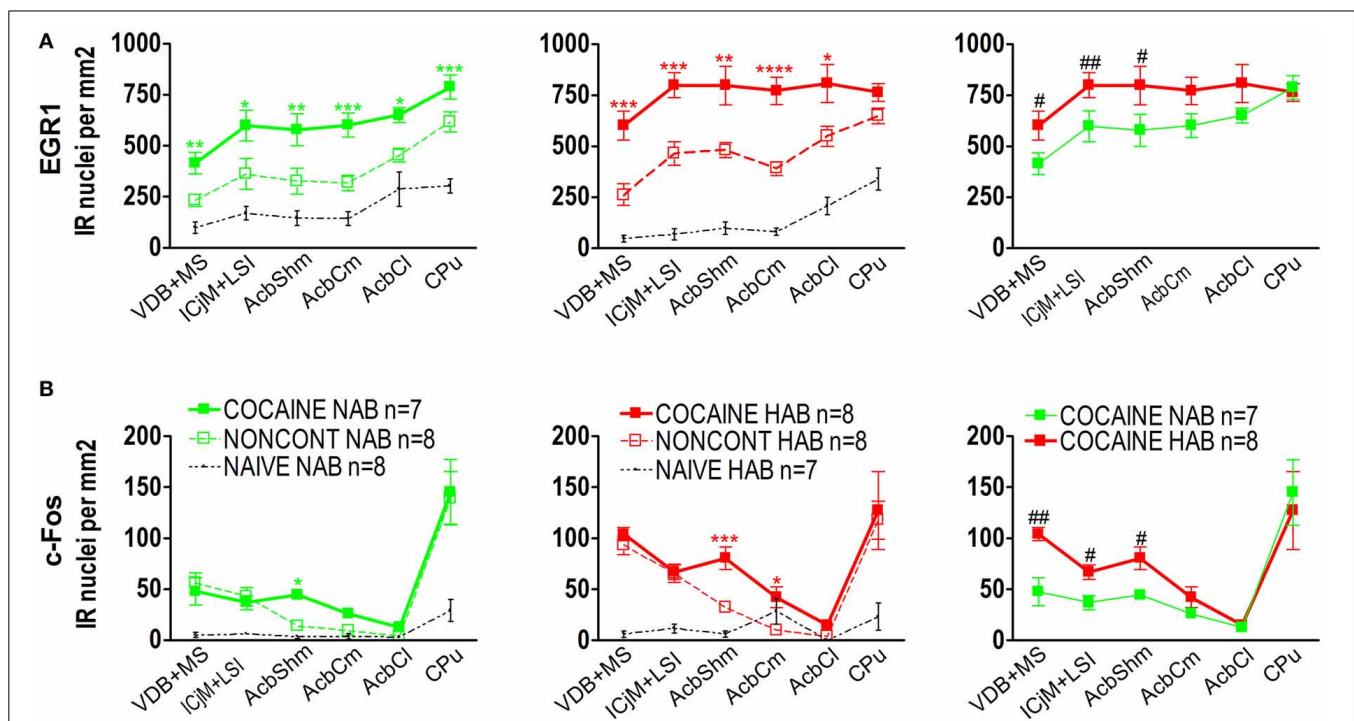 A
EGR1
IR nuclei per mm2
1000
750
500
250
0
** * ** *** * ***
VDB+MS ICjM+LSI AcbShm AcbCm AcbCl CPu
1000
750
500
250
0
*** *** ** **** *
VDB+MS ICjM+LSI AcbShm AcbCm AcbCl CPu
1000
750
500
250
0
# ## #
VDB+MS ICjM+LSI AcbShm AcbCm AcbCl CPu
B
c-Fos
IR nuclei per mm2
COCAINE NAB n=7
NONCONT NAB n=8
NAIVE NAB n=8
200
150
100
50
0
*
VDB+MS ICjM+LSI AcbShm AcbCm AcbCl CPu
COCAINE HAB n=8
NONCONT HAB n=8
NAIVE HAB n=7
200
150
100
50
0
*** *
VDB+MS ICjM+LSI AcbShm AcbCm AcbCl CPu
COCAINE NAB n=7
COCAINE HAB n=8
200
150
100
50
0
## # #
VDB+MS ICjM+LSI AcbShm AcbCm AcbCl CPu